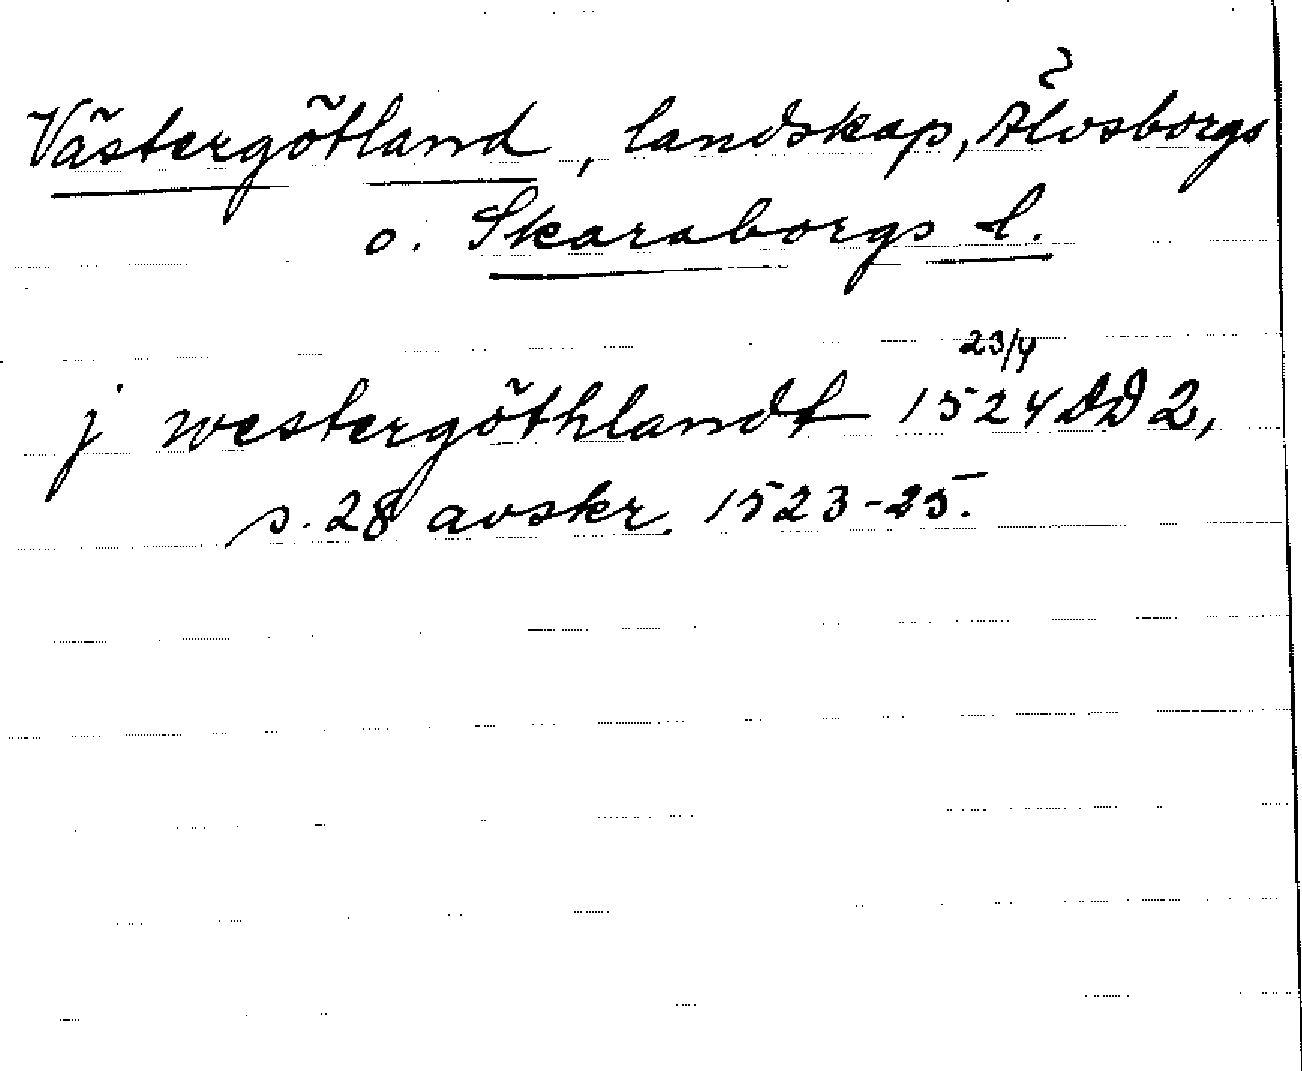 Västergötland, landskap, Älvsborgs
o. Skaraborgs l.
j westergöthlandt 23/4 1524 DD 2,
s. 28 avskr. 1523-25.